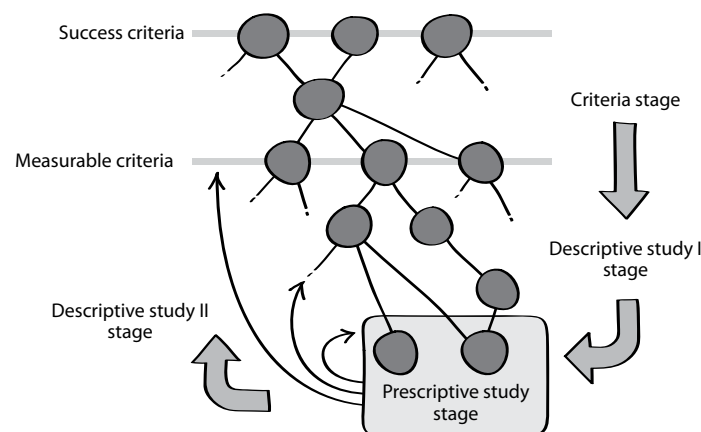 Success criteria
Criteria stage
Measurable criteria
Descriptive study I
stage
Descriptive study II
stage
Prescriptive study
stage